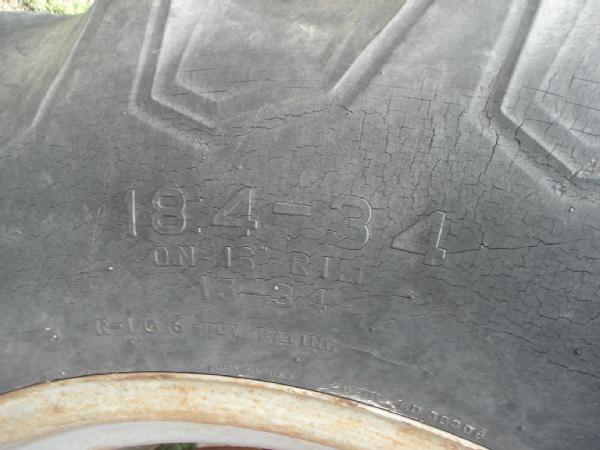 18.4-34
ON 16" RIM
15-34
R-1 6 PLY RATING